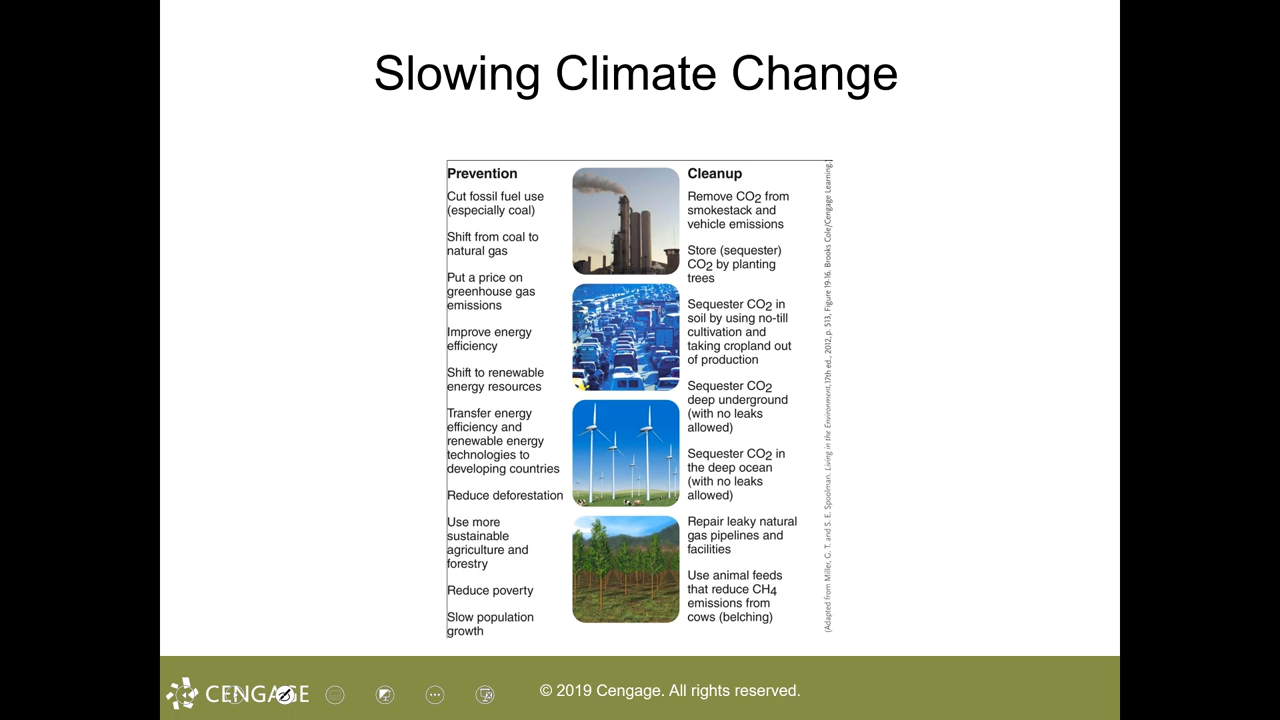 Slowing Climate Change
Prevention
Cut fossil fuel use
(especially coal)
Shift from coal to
natural gas
Put a price on
greenhouse gas
emissions
Improve energy
efficiency
Shift to renewable
energy resources
Transfer energy
efficiency and
renewable energy
technologies to
developing countries
Reduce deforestation
Use more
sustainable
agriculture and
forestry
Reduce poverty
Slow population
growth
Cleanup
Remove CO2 from
smokestack and
vehicle emissions
Store (sequester)
CO2 by planting
trees
Sequester CO2 in
soil by using no-till
cultivation and
taking cropland out
of production
Sequester CO2
deep underground
(with no leaks
allowed)
Sequester CO2 in
the deep ocean
(with no leaks
allowed)
Repair leaky natural
gas pipelines and
facilities
Use animal feeds
that reduce CH4
emissions from
cows (belching)
(Adapted from Miller, G. T. and S. E. Spoolman. Living in the Environment, 17th ed., 2012, p. 513, Figure 19-16. Brooks Cole/Cengage Learning.)
CENGAGE
© 2019 Cengage. All rights reserved.